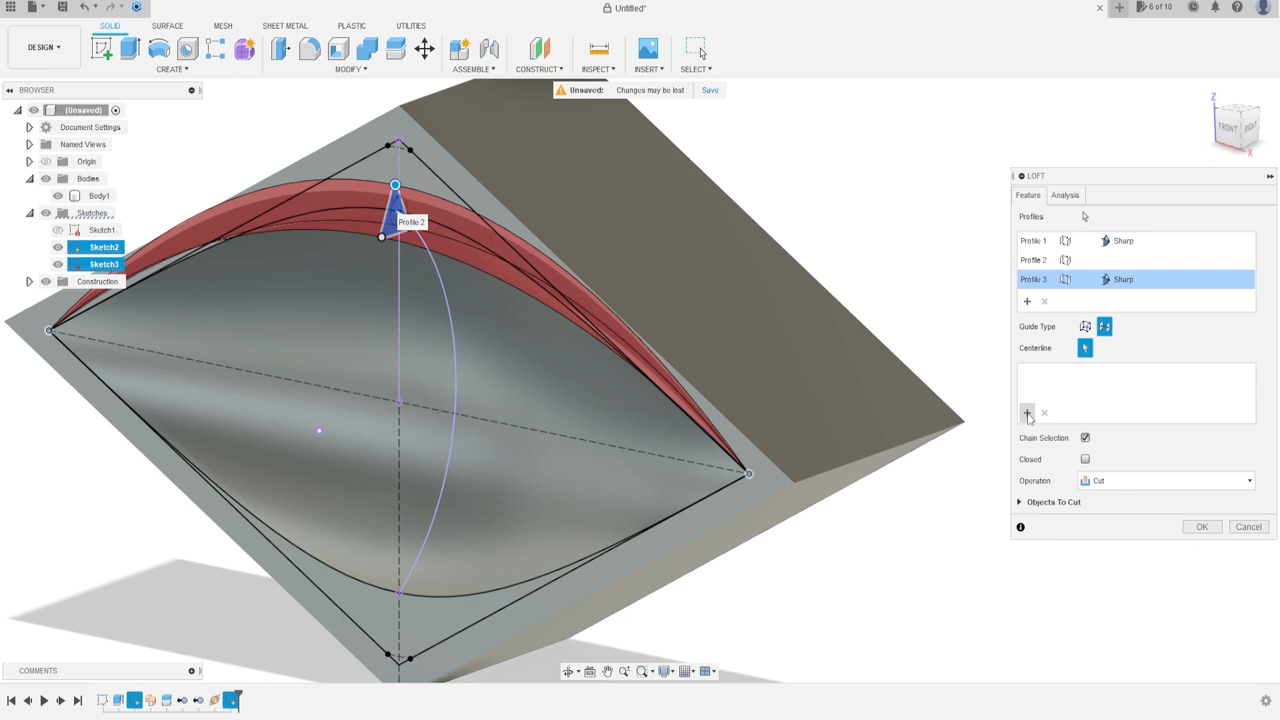 Untitled*
6 of 10
DESIGN
SOLID SURFACE MESH SHEET METAL PLASTIC UTILITIES
CREATE MODIFY ASSEMBLE CONSTRUCT INSPECT INSERT SELECT
BROWSER
Unsaved: Changes may be lost Save
(Unsaved)
Document Settings
Named Views
Origin
Bodies
Body1
Sketches
Sketch1
Sketch2
Sketch3
Construction
Profile 2
Z
FRONT RIGHT
X
LOFT
Feature Analysis
Profiles
Profile 1 Sharp
Profile 2
Profile 3 Sharp
Guide Type
Centerline
Chain Selection
Closed
Operation Cut
Objects To Cut
OK Cancel
COMMENTS